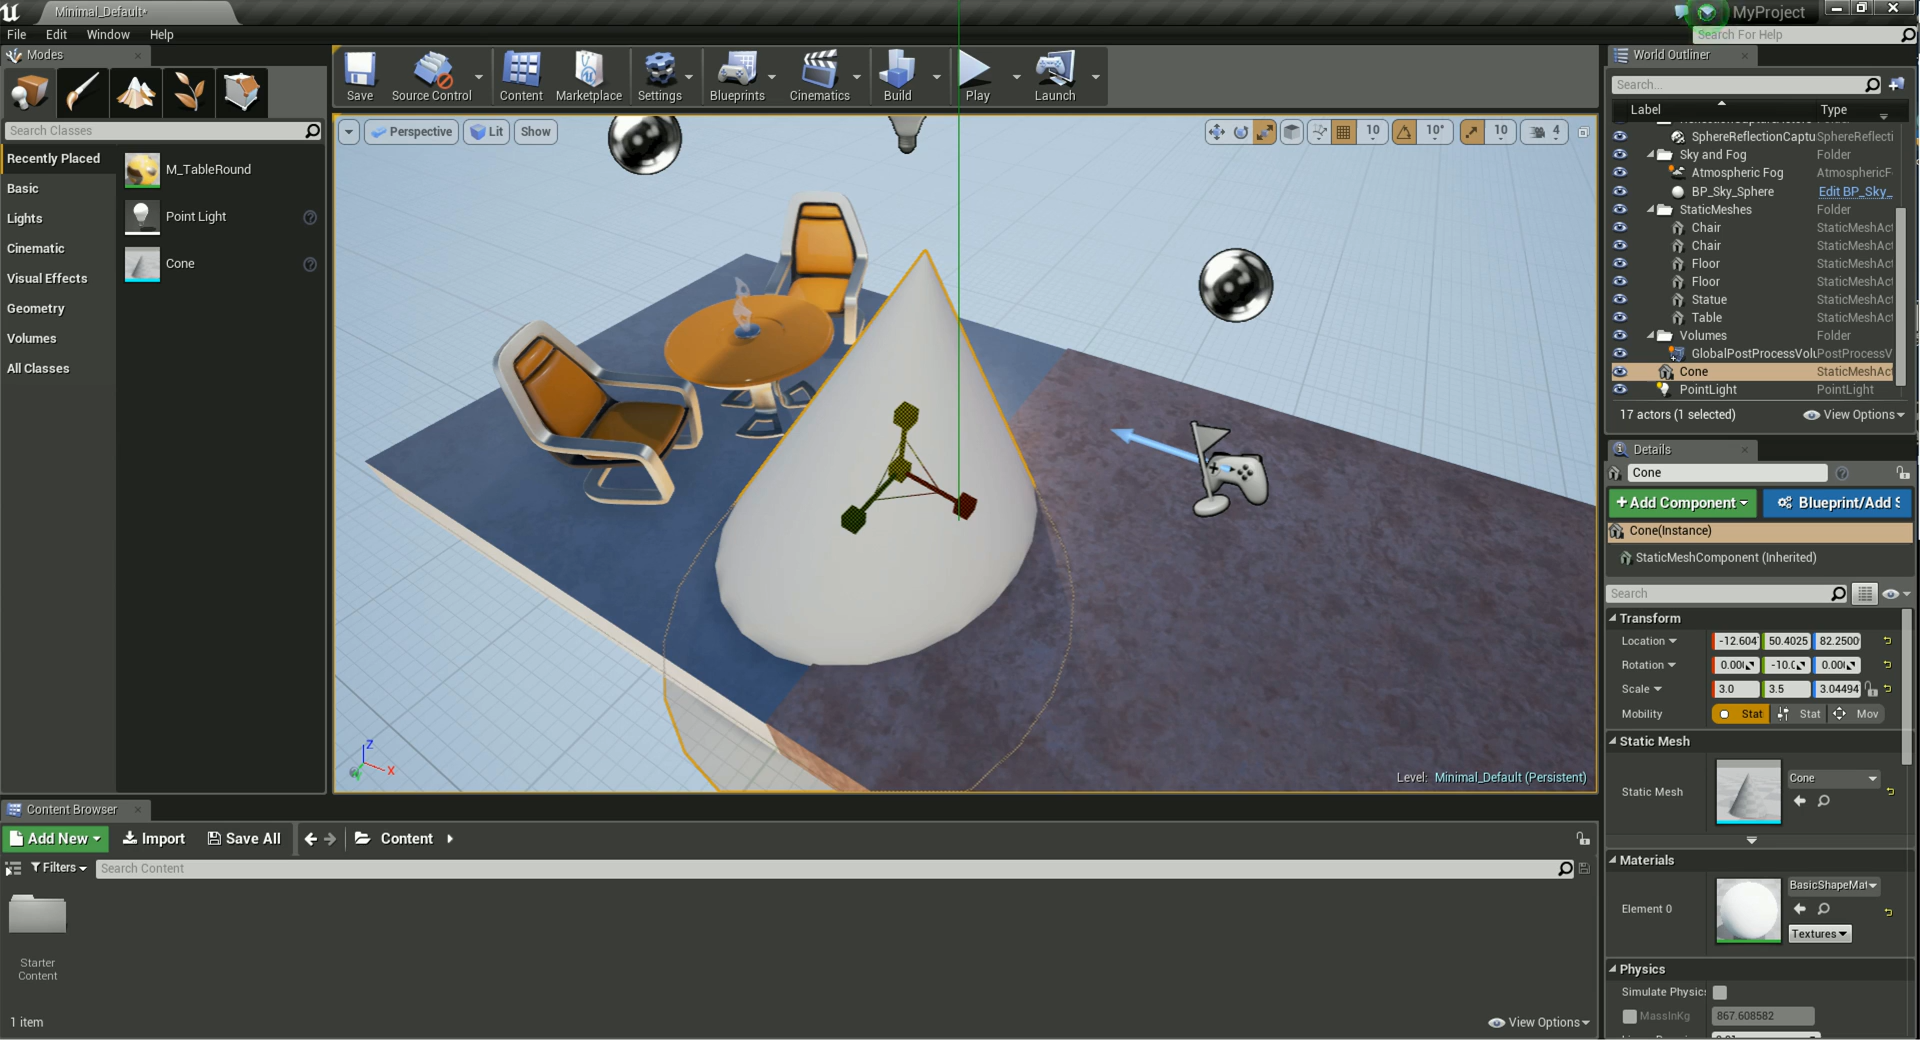 Minimal_Default*
MyProject
File Edit Window Help
Search For Help
Modes
Search Classes
Recently Placed
Basic
Lights
Cinematic
Visual Effects
Geometry
Volumes
All Classes
M_TableRound
Point Light
Cone
Save
Source Control
Content
Marketplace
Settings
Blueprints
Cinematics
Build
Play
Launch
Perspective
Lit
Show
10
10°
10
4
Z
X
Y
Level: Minimal_Default (Persistent)
World Outliner
Search...
Label Type
SphereReflectionCaptu SphereReflecti
Sky and Fog Folder
Atmospheric Fog AtmosphericF
BP_Sky_Sphere Edit BP_Sky_
StaticMeshes Folder
Chair StaticMeshAct
Chair StaticMeshAct
Floor StaticMeshAct
Floor StaticMeshAct
Statue StaticMeshAct
Table StaticMeshAct
Volumes Folder
GlobalPostProcessVolu PostProcessV
Cone StaticMeshAct
PointLight PointLight
17 actors (1 selected) View Options
Details
Cone
+Add Component Blueprint/Add S
Cone(Instance)
StaticMeshComponent (Inherited)
Search
Transform
Location -12.604 50.4025 82.2500
Rotation 0.00 -10.0 0.00
Scale 3.0 3.5 3.04494
Mobility Stat Stat Mov
Static Mesh
Static Mesh Cone
Materials
Element 0 BasicShapeMat
Textures
Physics
Simulate Physics
MassInKg 867.608582
Content Browser
Add New Import Save All Content
Filters Search Content
Starter
Content
1 item
View Options